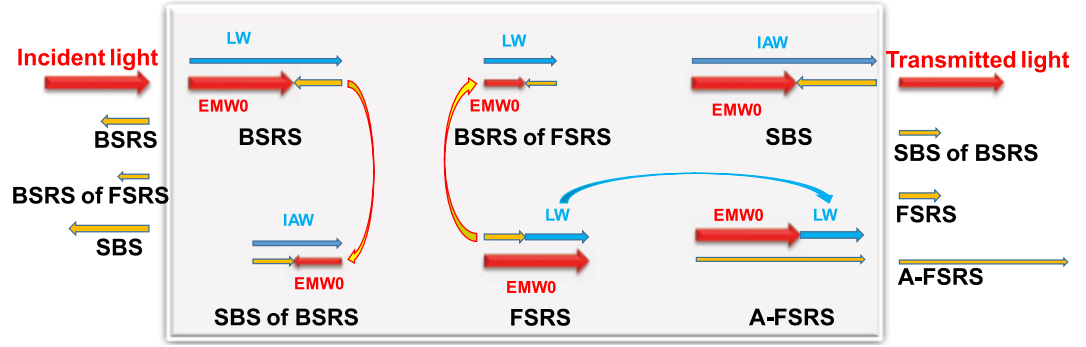 Incident light
BSRS
BSRS of FSRS
SBS
LW
EMW0
BSRS
IAW
EMW0
SBS of BSRS
LW
EMW0
BSRS of FSRS
LW
EMW0
FSRS
IAW
EMW0
SBS
EMW0
LW
A-FSRS
Transmitted light
SBS of BSRS
FSRS
A-FSRS